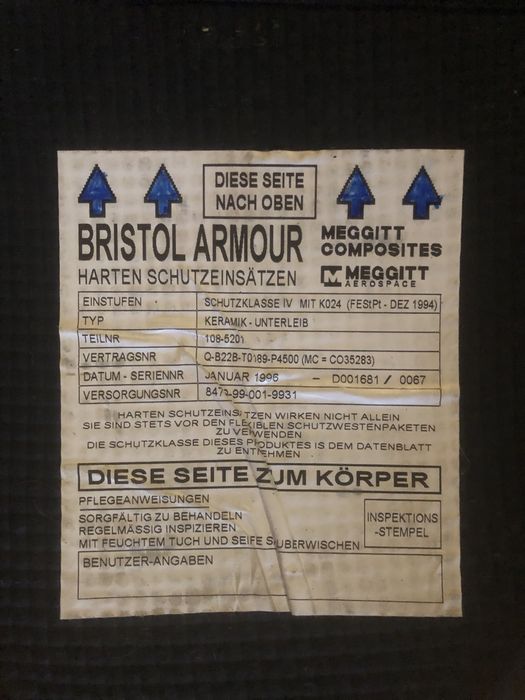 DIESE SEITE
NACH OBEN
BRISTOL ARMOUR
MEGGITT
COMPOSITES
HARTEN SCHUTZEINSÄTZEN
MEGGITT
AEROSPACE
EINSTUFEN SCHUTZKLASSE IV MIT K024 (FEStPt - DEZ 1994)
TYP KERAMIK - UNTERLEIB
TEILNR 108-5201
VERTRAGSNR Q-B22B-T0189-P4500 (MC = CO35283)
DATUM - SERIENNR JANUAR 1996 - D001681 / 0067
VERSORGUNGSNR 8470-99-001-9931
HARTEN SCHUTZEINSÄTZEN WIRKEN NICHT ALLEIN
SIE SIND STETS VOR DEN FLEXIBLEN SCHUTZWESTENPAKETEN
ZU VERWENDEN
DIE SCHUTZKLASSE DIESES PRODUKTES IS DEM DATENBLATT
ZU ENTNEHMEN
DIESE SEITE ZUM KÖRPER
PFLEGEANWEISUNGEN
SORGFÄLTIG ZU BEHANDELN
REGELMÄSSIG INSPIZIEREN
MIT FEUCHTEM TUCH UND SEIFE SAUBERWISCHEN
INSPEKTIONS
-STEMPEL
BENUTZER-ANGABEN